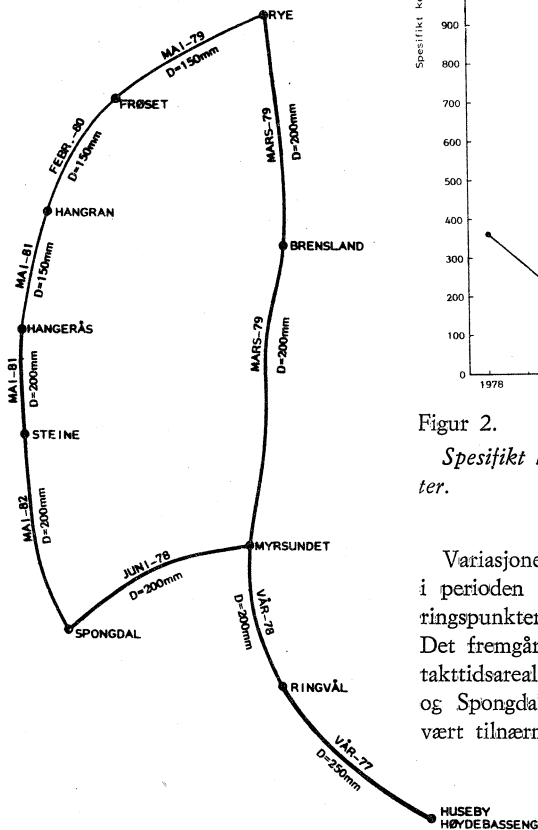 RYE
MAI-79
D=150mm
FRØSET
FEBR.-80
D=150mm
HANGRAN
MAI-81
D=150mm
HANGERÅS
MAI-81
D=200mm
STEINE
MAI-82
D=200mm
SPONGDAL
JUNI-78
D=200mm
MARS-79
D=200mm
BRENSLAND
MARS-79
D=200mm
MYRSUNDET
VÅR-78
D=200mm
RINGVÅL
VÅR-77
D=250mm
HUSEBY
HØYDEBASSENG
Spesifikt
900
800
700
600
500
400
300
200
100
0
1978
Figur 2.
Spesifikt
ter.
Variasjone
i perioden
ringspunkter
Det fremgår
takttidsareal
og Spongdal
vært tilnærm